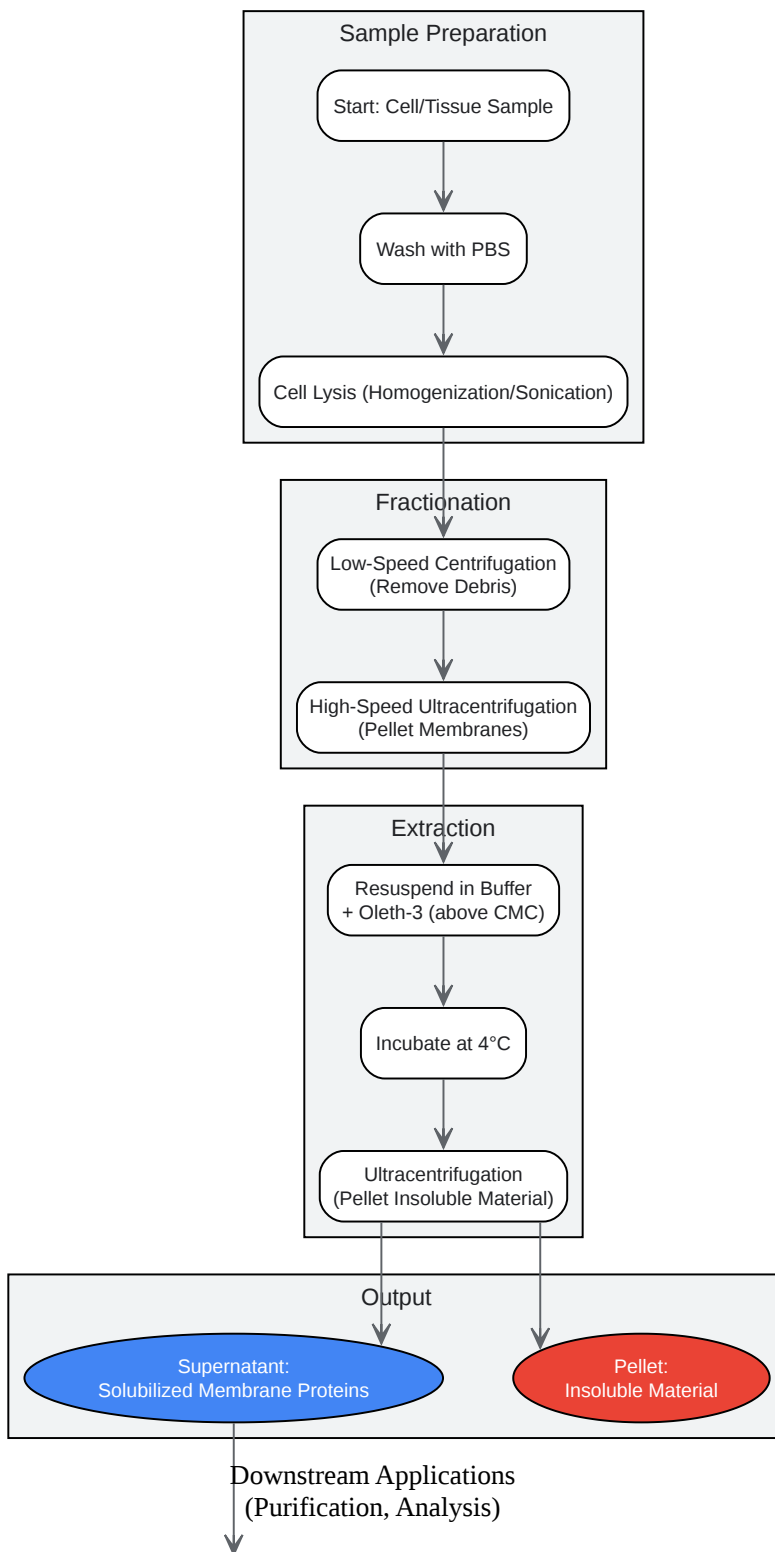 Sample Preparation
Start: Cell/Tissue Sample
Wash with PBS
Cell Lysis (Homogenization/Sonication)
Fractionation
Low-Speed Centrifugation
(Remove Debris)
High-Speed Ultracentrifugation
(Pellet Membranes)
Extraction
Resuspend in Buffer
+ Oleth-3 (above CMC)
Incubate at 4°C
Ultracentrifugation
(Pellet Insoluble Material)
Output
Supernatant:
Solubilized Membrane Proteins
Pellet:
Insoluble Material
Downstream Applications
(Purification, Analysis)